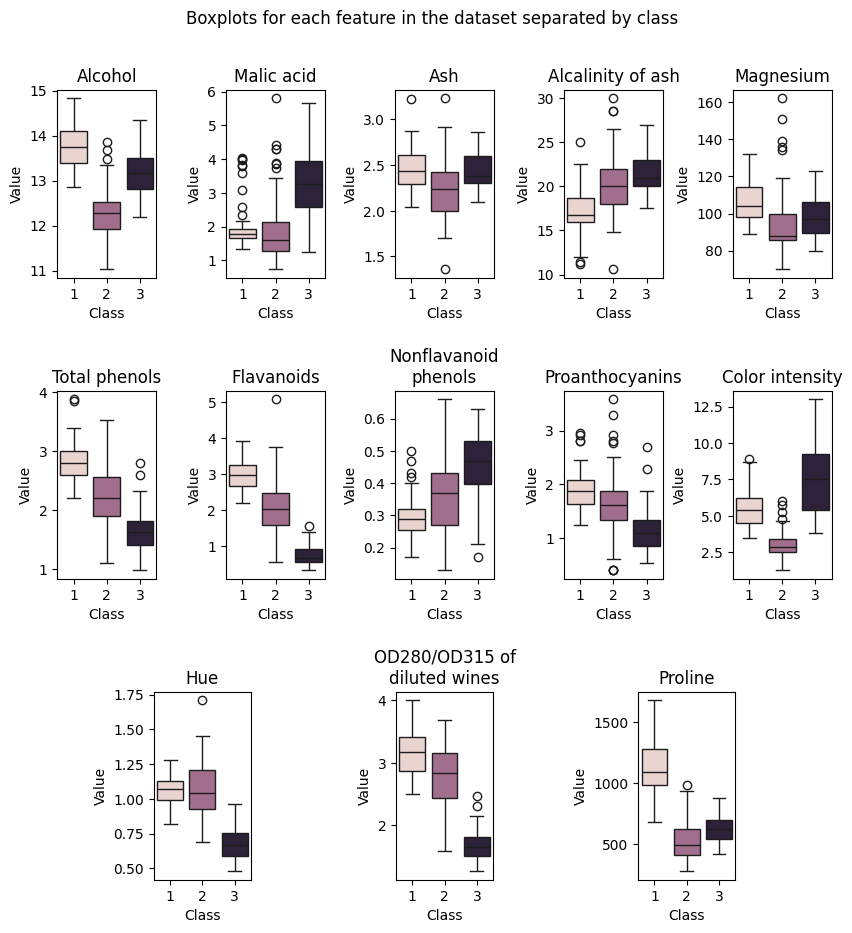 Boxplots for each feature in the dataset separated by class
Alcohol
Value
15
14
13
12
11
1 2 3
Class
Malic acid
Value
6
5
4
3
2
1
1 2 3
Class
Ash
Value
3.0
2.5
2.0
1.5
1 2 3
Class
Alcalinity of ash
Value
30
25
20
15
10
1 2 3
Class
Magnesium
Value
160
140
120
100
80
1 2 3
Class
Total phenols
Value
4
3
2
1
1 2 3
Class
Flavanoids
Value
5
4
3
2
1
1 2 3
Class
Nonflavanoid
phenols
Value
0.6
0.5
0.4
0.3
0.2
1 2 3
Class
Proanthocyanins
Value
3
2
1
1 2 3
Class
Color intensity
Value
12.5
10.0
7.5
5.0
2.5
1 2 3
Class
Hue
Value
1.75
1.50
1.25
1.00
0.75
0.50
1 2 3
Class
OD280/OD315 of
diluted wines
Value
4
3
2
1 2 3
Class
Proline
Value
1500
1000
500
1 2 3
Class